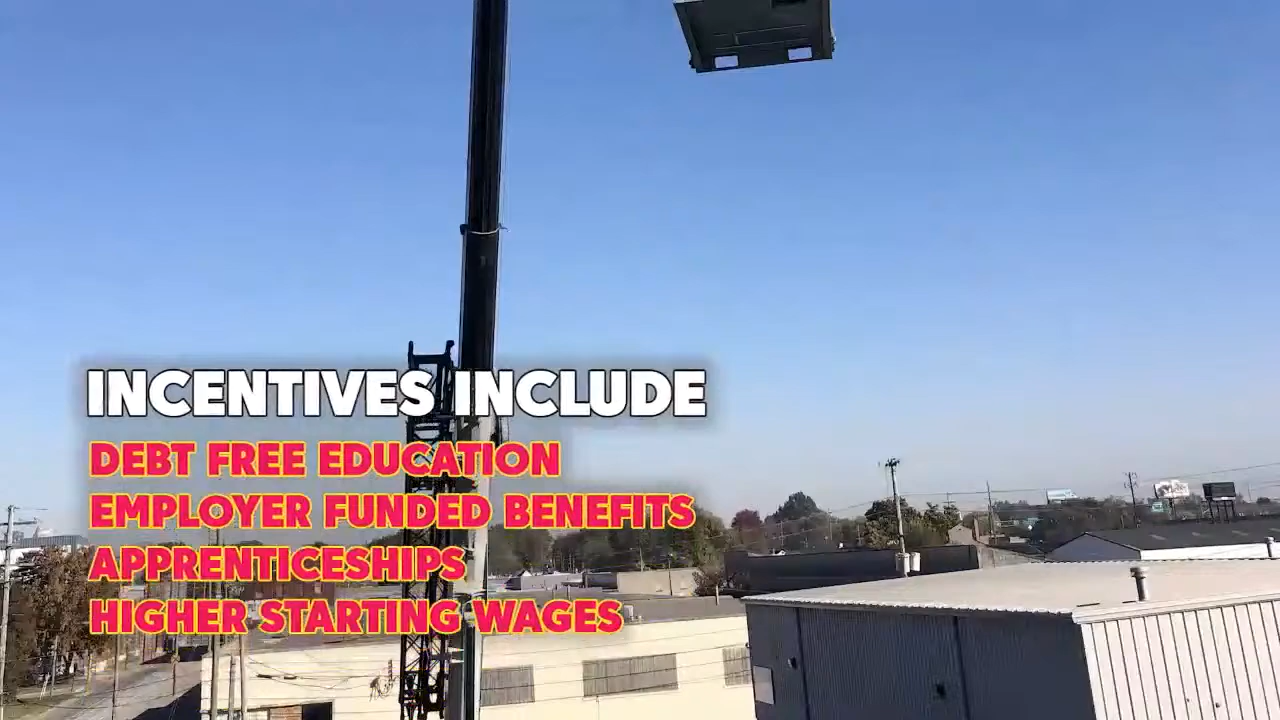 INCENTIVES INCLUDE
DEBT FREE EDUCATION
EMPLOYER FUNDED BENEFITS
APPRENTICESHIPS
HIGHER STARTING WAGES